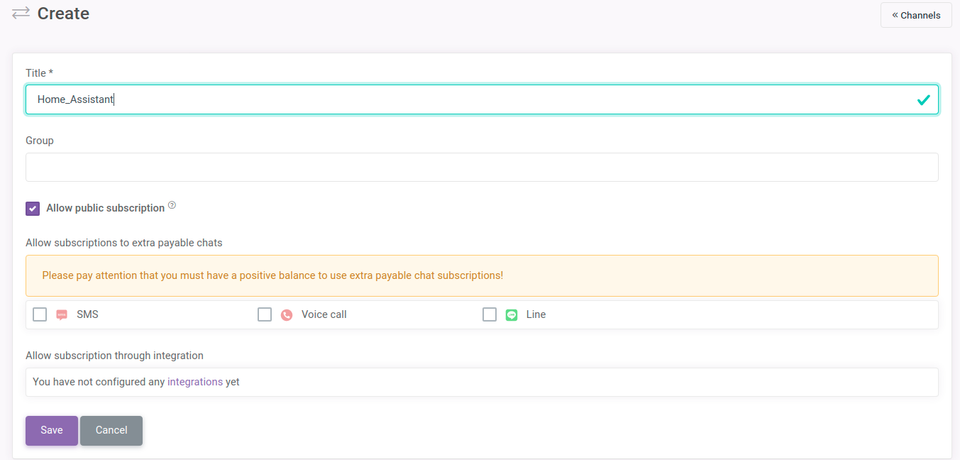 Create
« Channels
Title *
Home_Assistant
Group
Allow public subscription ?
Allow subscriptions to extra payable chats
Please pay attention that you must have a positive balance to use extra payable chat subscriptions!
SMS Voice call Line
Allow subscription through integration
You have not configured any integrations yet
Save Cancel